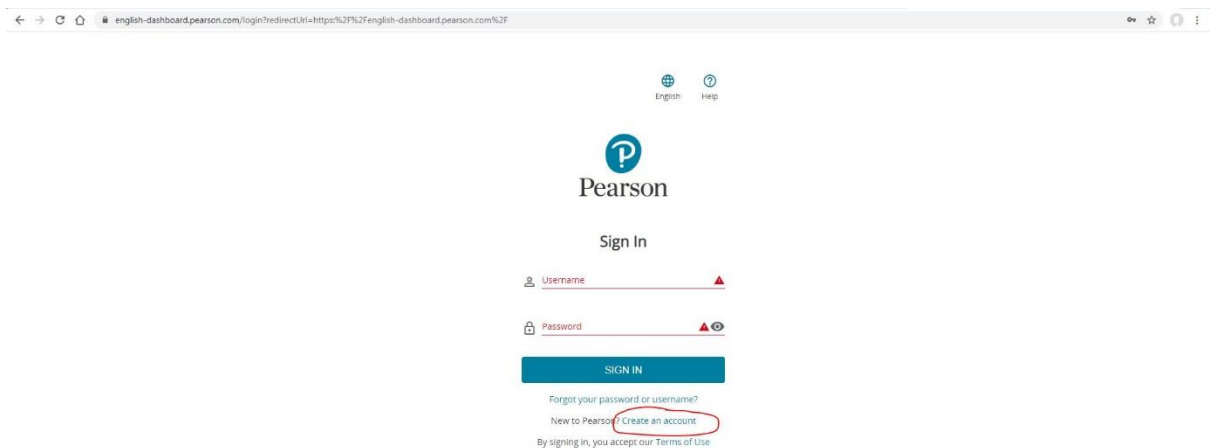 english-dashboard.pearson.com/login?redirectUrl=https:%2F%2Fenglish-dashboard.pearson.com%2F
English Help
Pearson
Sign In
Username
Password
SIGN IN
Forgot your password or username?
New to Pearson? Create an account
By signing in, you accept our Terms of Use